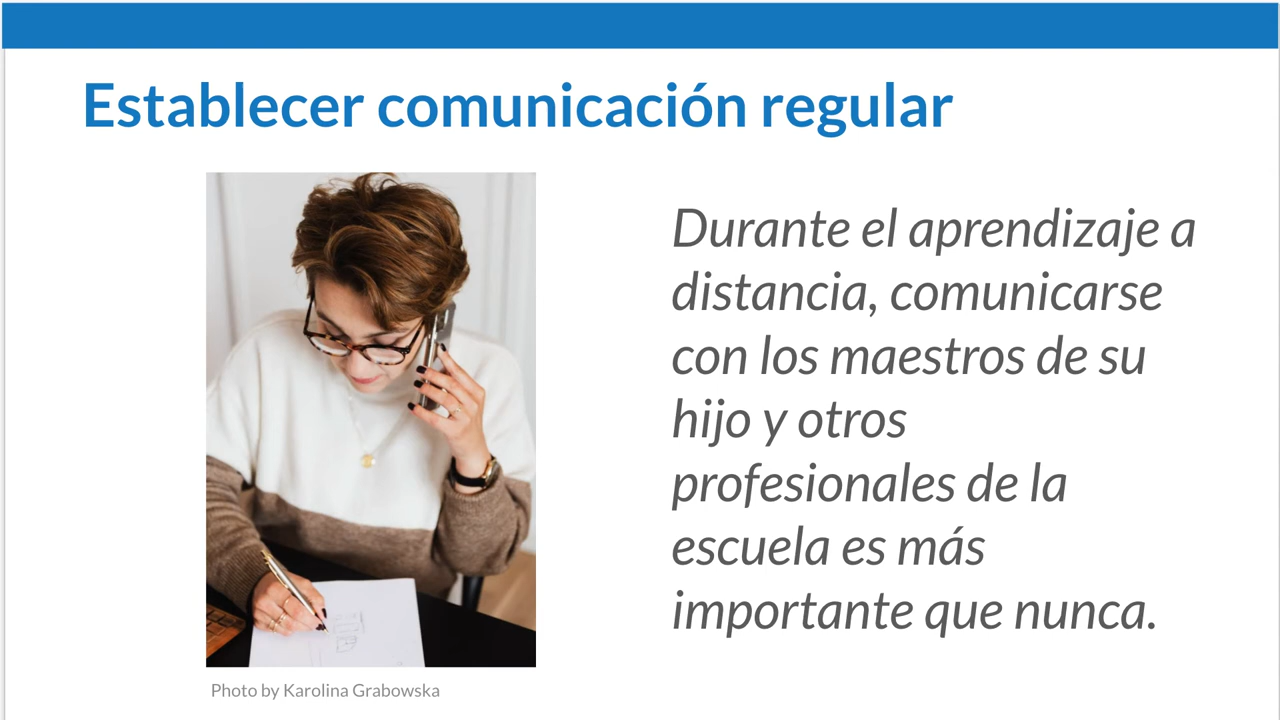 Establecer comunicación regular
Durante el aprendizaje a
distancia, comunicarse
con los maestros de su
hijo y otros
profesionales de la
escuela es más
importante que nunca.
Photo by Karolina Grabowska